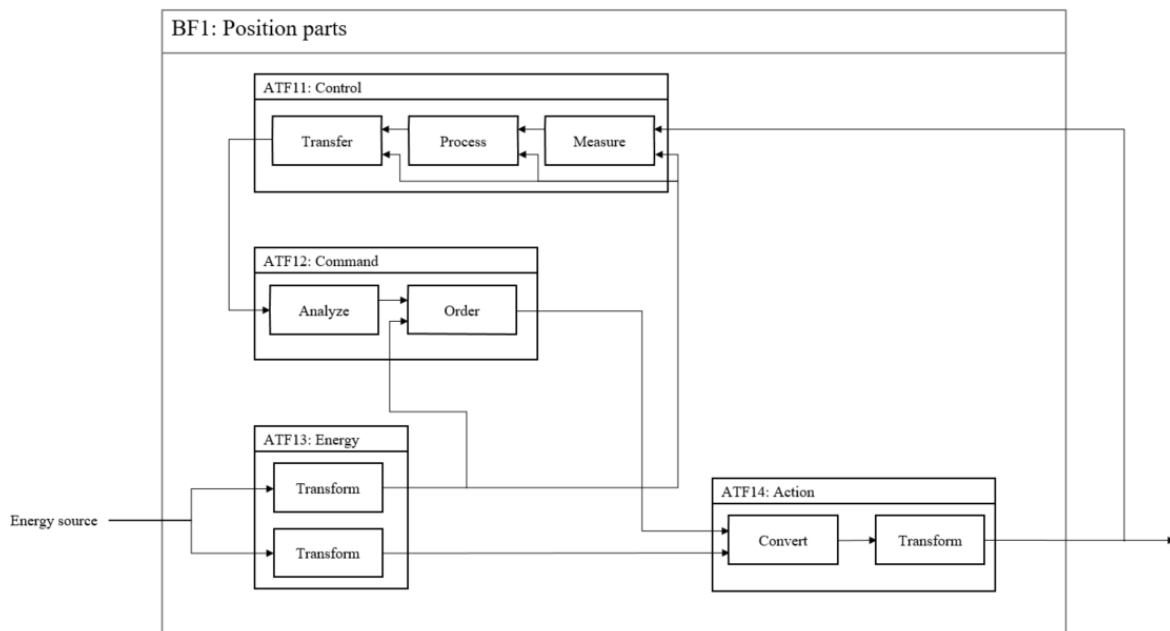 BF1: Position parts
ATF11: Control
Transfer
Process
Measure
ATF12: Command
Analyze
Order
ATF13: Energy
Transform
Energy source
Transform
ATF14: Action
Convert
Transform